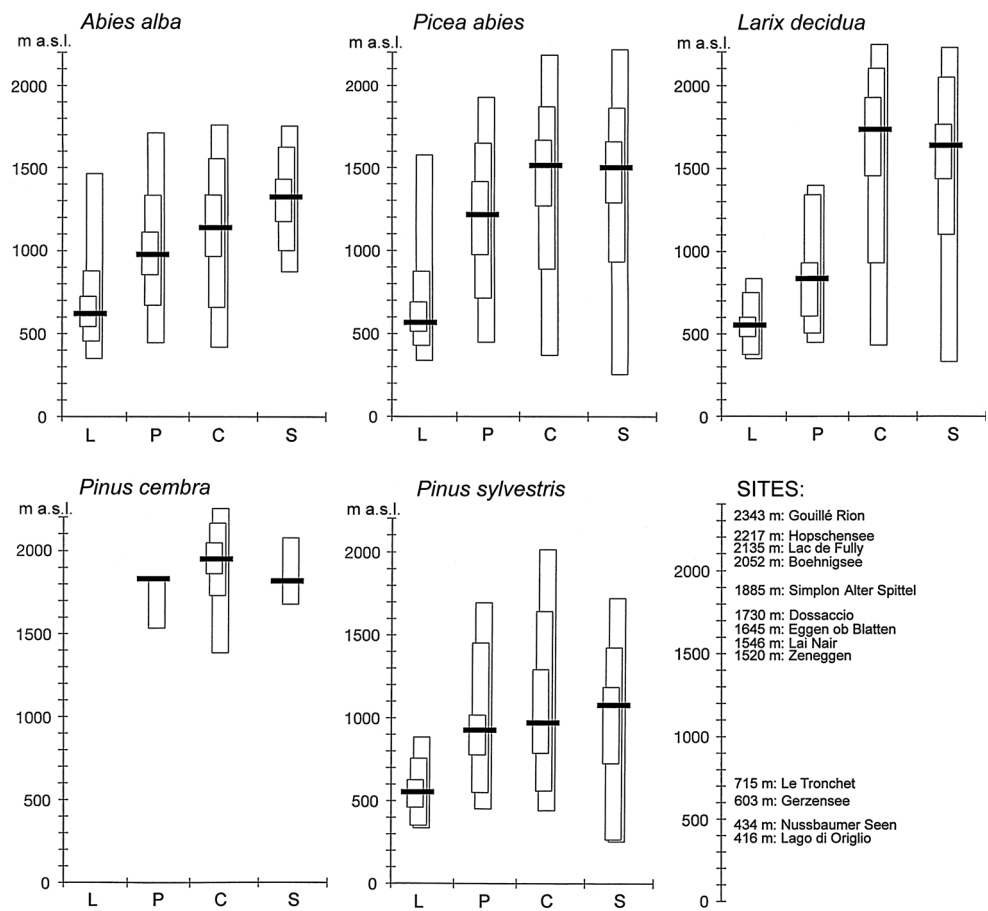 Abies alba
m a.s.l.
2000
1500
1000
500
0
L P C S
Picea abies
m a.s.l.
2000
1500
1000
500
0
L P C S
Larix decidua
m a.s.l.
2000
1500
1000
500
0
L P C S
Pinus cembra
m a.s.l.
2000
1500
1000
500
0
L P C S
Pinus sylvestris
m a.s.l.
2000
1500
1000
500
0
L P C S
SITES:
2343 m: Gouillé Rion
2217 m: Hopschensee
2135 m: Lac de Fully
2052 m: Boehnigsee
2000
1885 m: Simplon Alter Spittel
1730 m: Dossaccio
1645 m: Eggen ob Blatten
1546 m: Lai Nair
1500
1520 m: Zeneggen
1000
715 m: Le Tronchet
603 m: Gerzensee
500
434 m: Nussbaumer Seen
416 m: Lago di Origlio
0